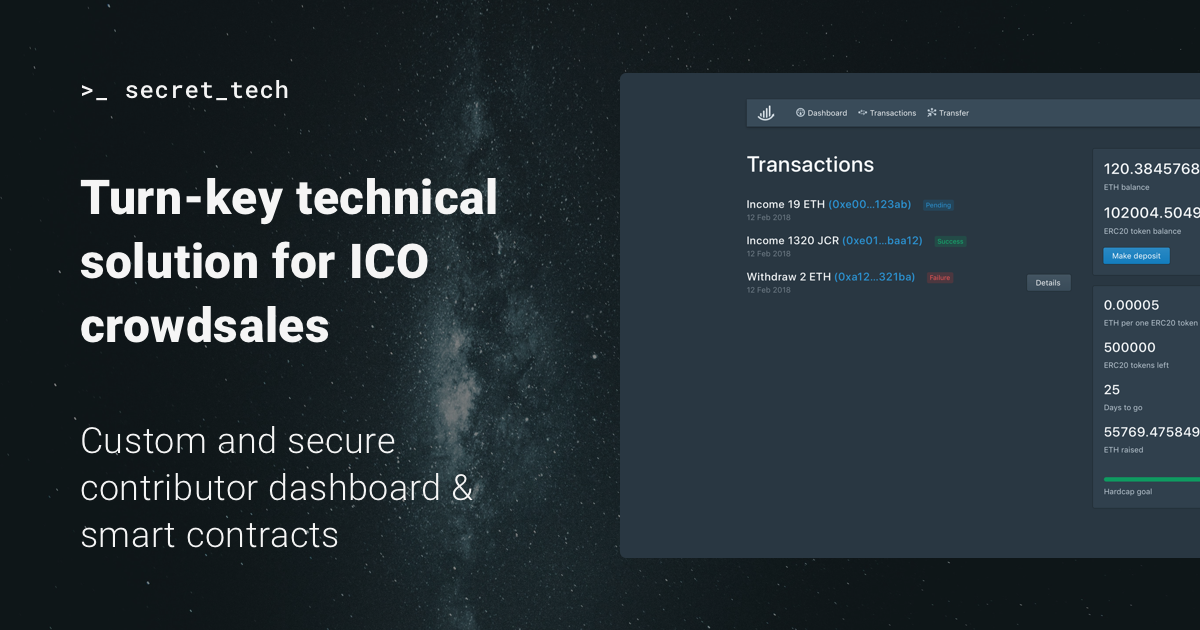 >_ secret_tech
Turn-key technical
solution for ICO
crowdsales
Custom and secure
contributor dashboard &
smart contracts
Dashboard Transactions Transfer
Transactions
Income 19 ETH (0xe00...123ab) Pending
12 Feb 2018
Income 1320 JCR (0xe01...baa12) Success
12 Feb 2018
Withdraw 2 ETH (0xa12...321ba) Failure
12 Feb 2018
Details
120.3845768
ETH balance
102004.5049
ERC20 token balance
Make deposit
0.00005
ETH per one ERC20 token
500000
ERC20 tokens left
25
Days to go
55769.475849
ETH raised
Hardcap goal